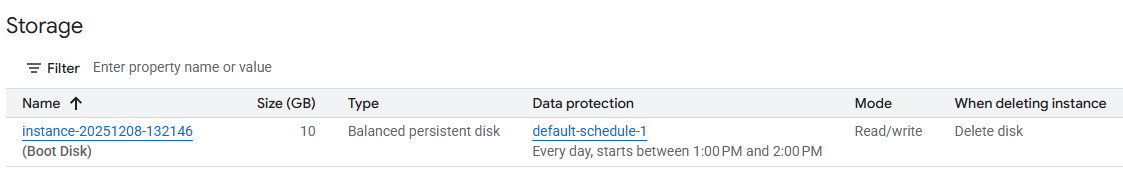 Storage
Filter Enter property name or value
Name Size (GB) Type Data protection Mode When deleting instance
instance-20251208-132146 10 Balanced persistent disk default-schedule-1 Read/write Delete disk
(Boot Disk) Every day, starts between 1:00 PM and 2:00 PM